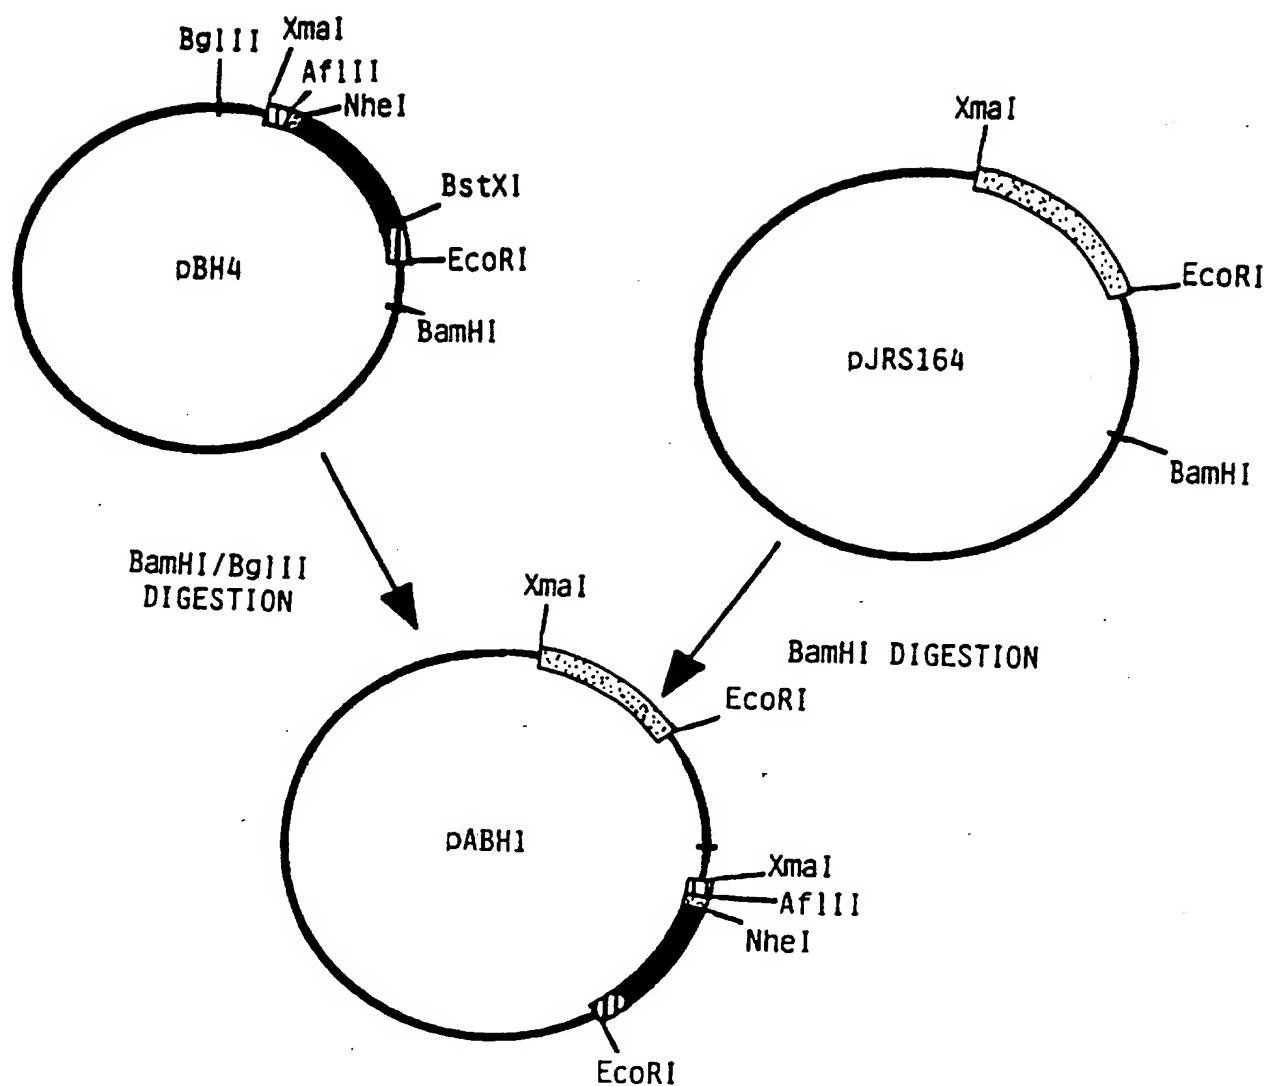 BglII
XmaI
AflII
NheI
BstXI
EcoRI
BamHI
pBH4
XmaI
EcoRI
pJRS164
BamHI
BamHI/BglII
DIGESTION
BamHI DIGESTION
XmaI
EcoRI
pABH1
XmaI
AflII
NheI
EcoRI